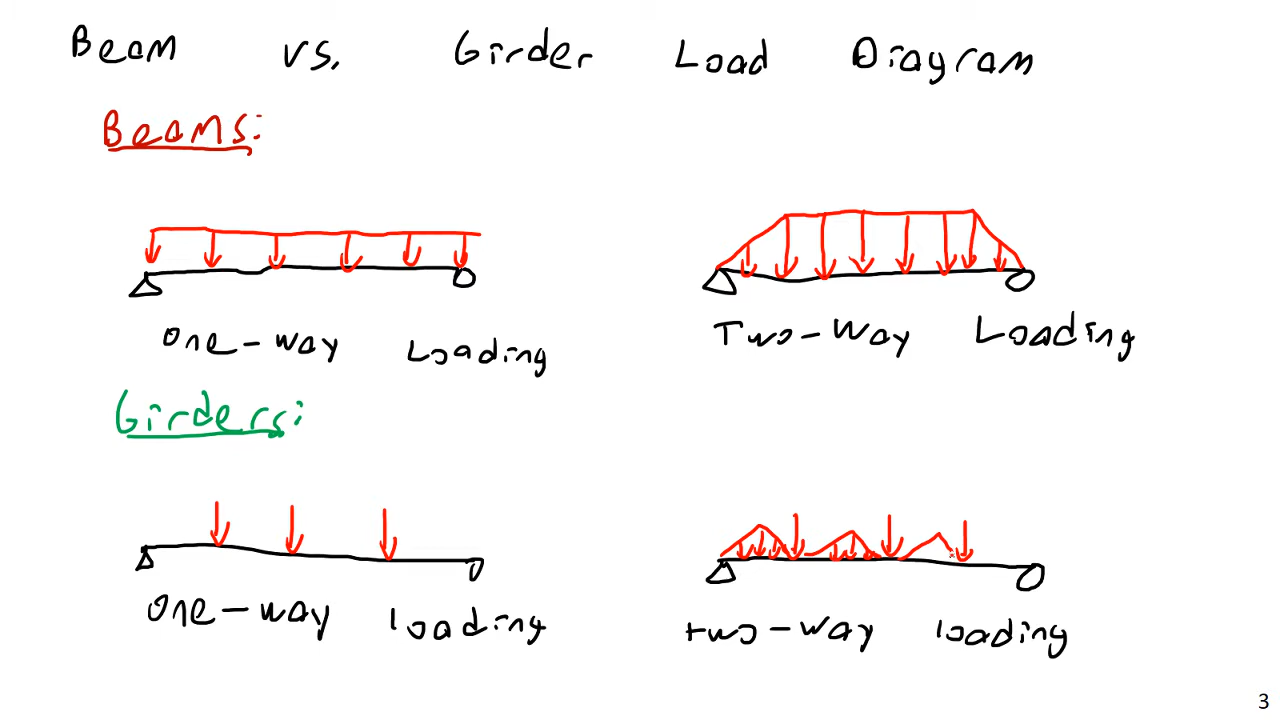 Beam vs. Girder Load Diagram
Beams:
One-way Loading
Two-Way Loading
Girders:
One-way loading
two-way loading
3